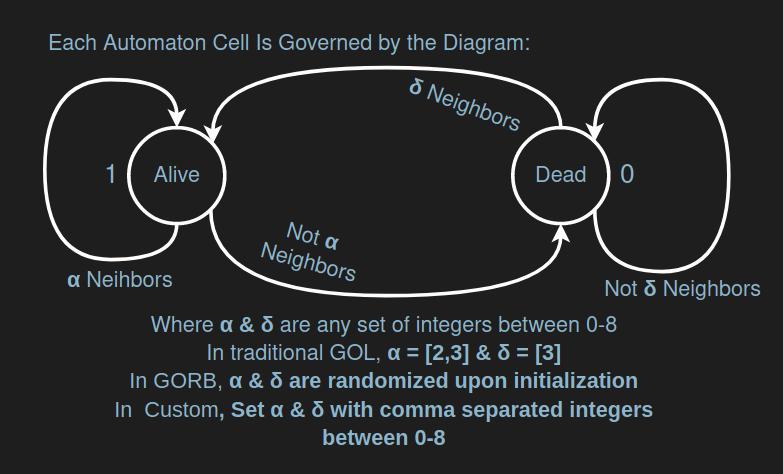 Each Automaton Cell Is Governed by the Diagram:
δ Neighbors
1
Alive
Dead
0
Not α
Neighbors
α Neihbors
Not δ Neighbors
Where α & δ are any set of integers between 0-8
In traditional GOL, α = [2,3] & δ = [3]
In GORB, α & δ are randomized upon initialization
In Custom, Set α & δ with comma separated integers
between 0-8